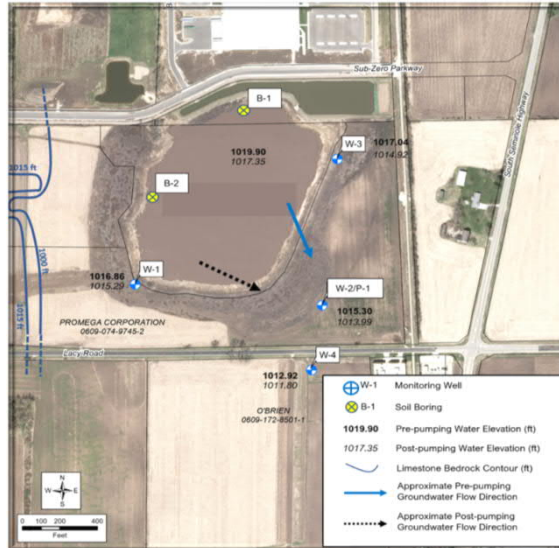 Sub-Zero Parkway
B-1
South Seminole Highway
1017.04
W-3
1014.92
1019.90
1017.35
1015 ft
B-2
1000 ft
1015 ft
1016.86
1015.29
W-1
W-2/P-1
1015.30
1013.99
PROMEGA CORPORATION
0609-074-9745-2
Lacy Road
W-4
1012.92
1011.80
O'BRIEN
0609-172-8501-1
W-1 Monitoring Well
B-1 Soil Boring
1019.90 Pre-pumping Water Elevation (ft)
1017.35 Post-pumping Water Elevation (ft)
Limestone Bedrock Contour (ft)
Approximate Pre-pumping
Groundwater Flow Direction
Approximate Post-pumping
Groundwater Flow Direction
N
W E
S
0 100 200 400
Feet